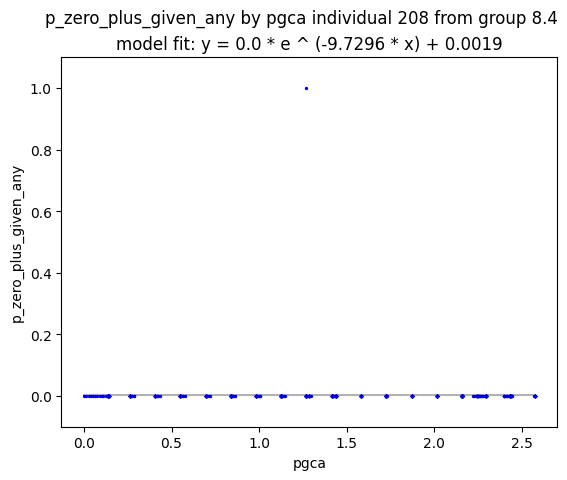 p_zero_plus_given_any by pgca individual 208 from group 8.4
model fit: y = 0.0 * e ^ (-9.7296 * x) + 0.0019
1.0
0.8
0.6
0.4
0.2
0.0
p_zero_plus_given_any
0.0 0.5 1.0 1.5 2.0 2.5
pgca